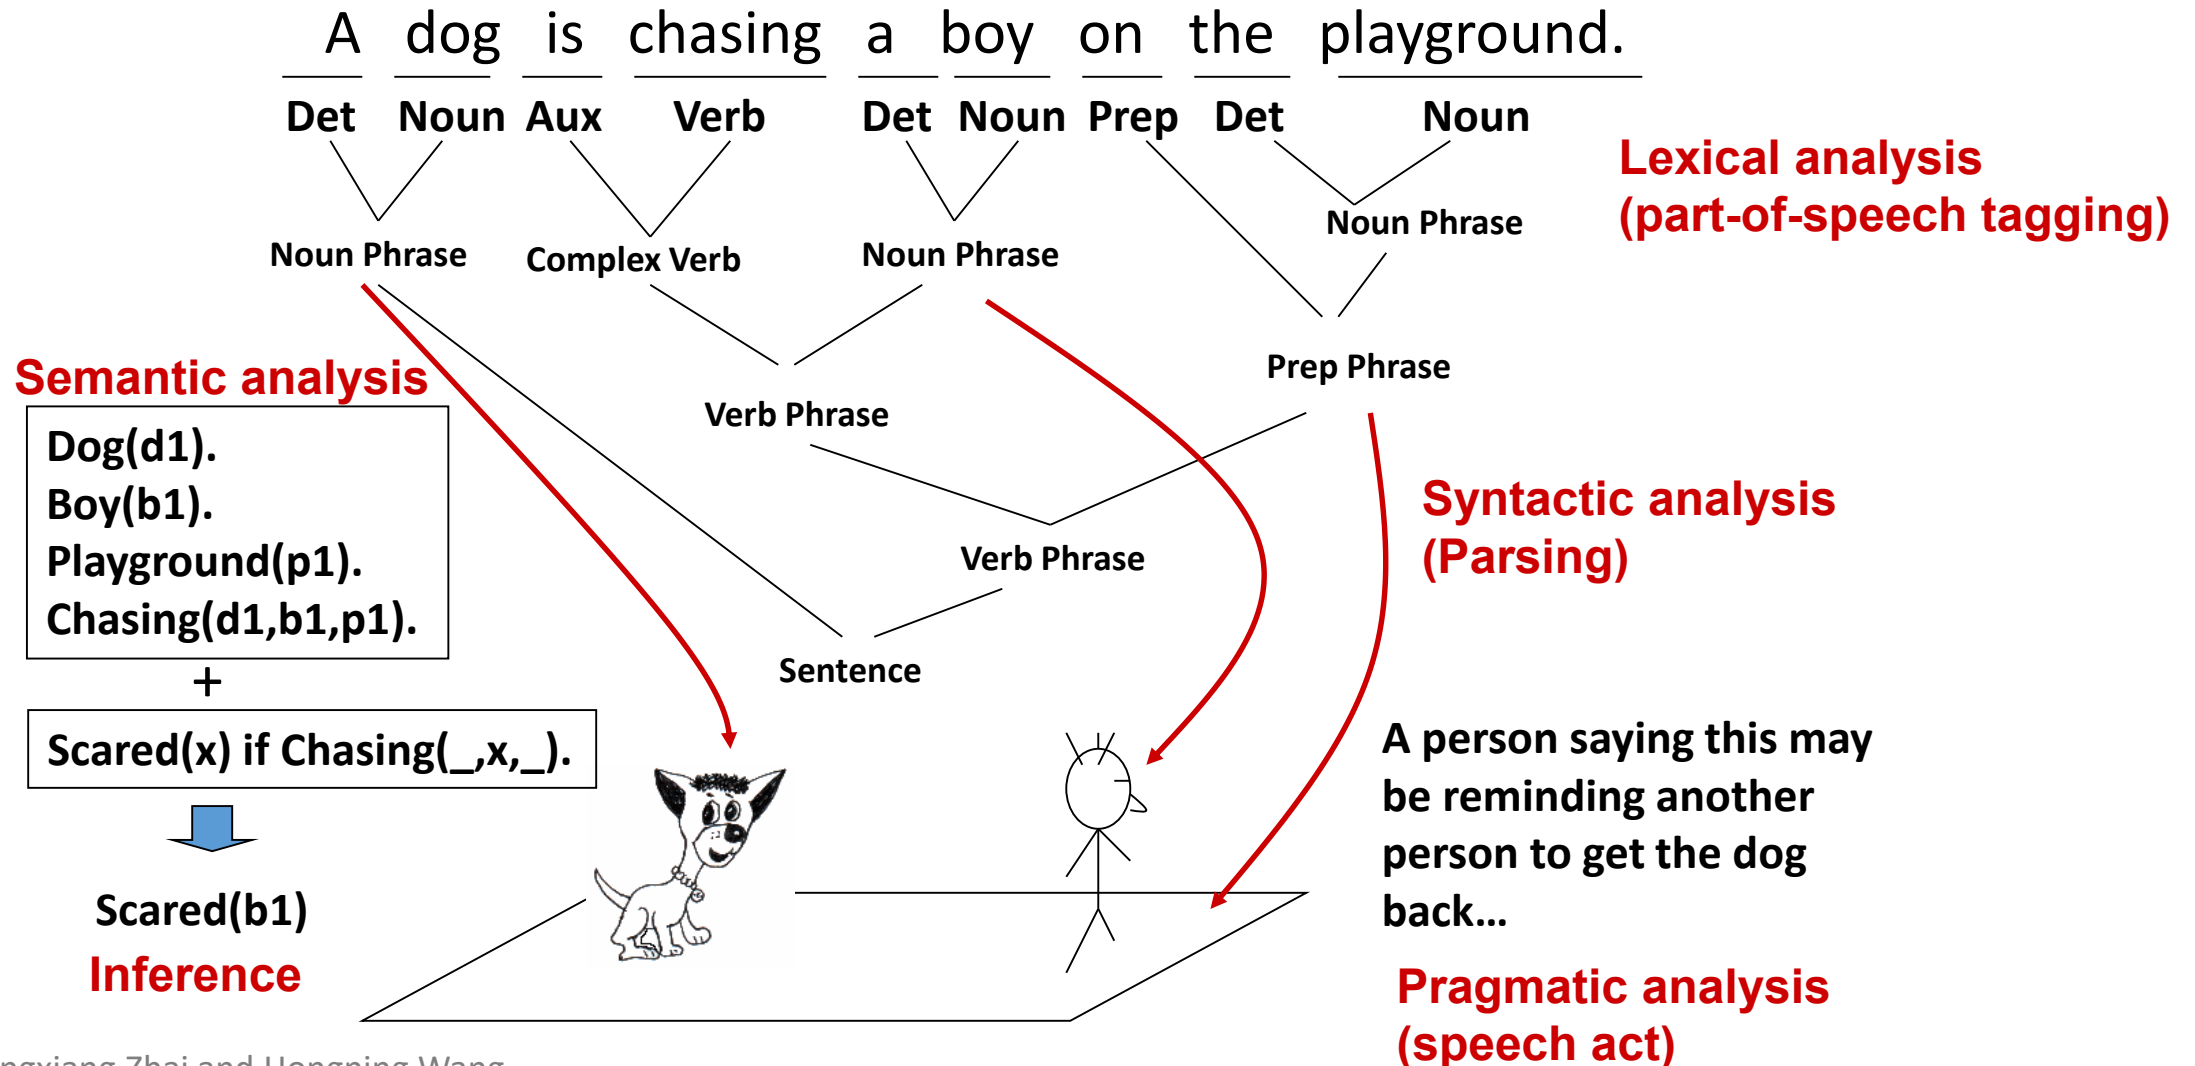 A dog is chasing a boy on the playground.
Det Noun Aux Verb Det Noun Prep Det Noun
Lexical analysis
(part-of-speech tagging)
Noun Phrase
Noun Phrase Complex Verb Noun Phrase
Prep Phrase
Semantic analysis
Verb Phrase
Dog(d1).
Boy(b1).
Playground(p1).
Chasing(d1,b1,p1).
+
Scared(x) if Chasing(_,x,_).
Scared(b1)
Inference
Syntactic analysis
(Parsing)
Verb Phrase
Sentence
A person saying this may
be reminding another
person to get the dog
back…
Pragmatic analysis
(speech act)
and Hongning Wang